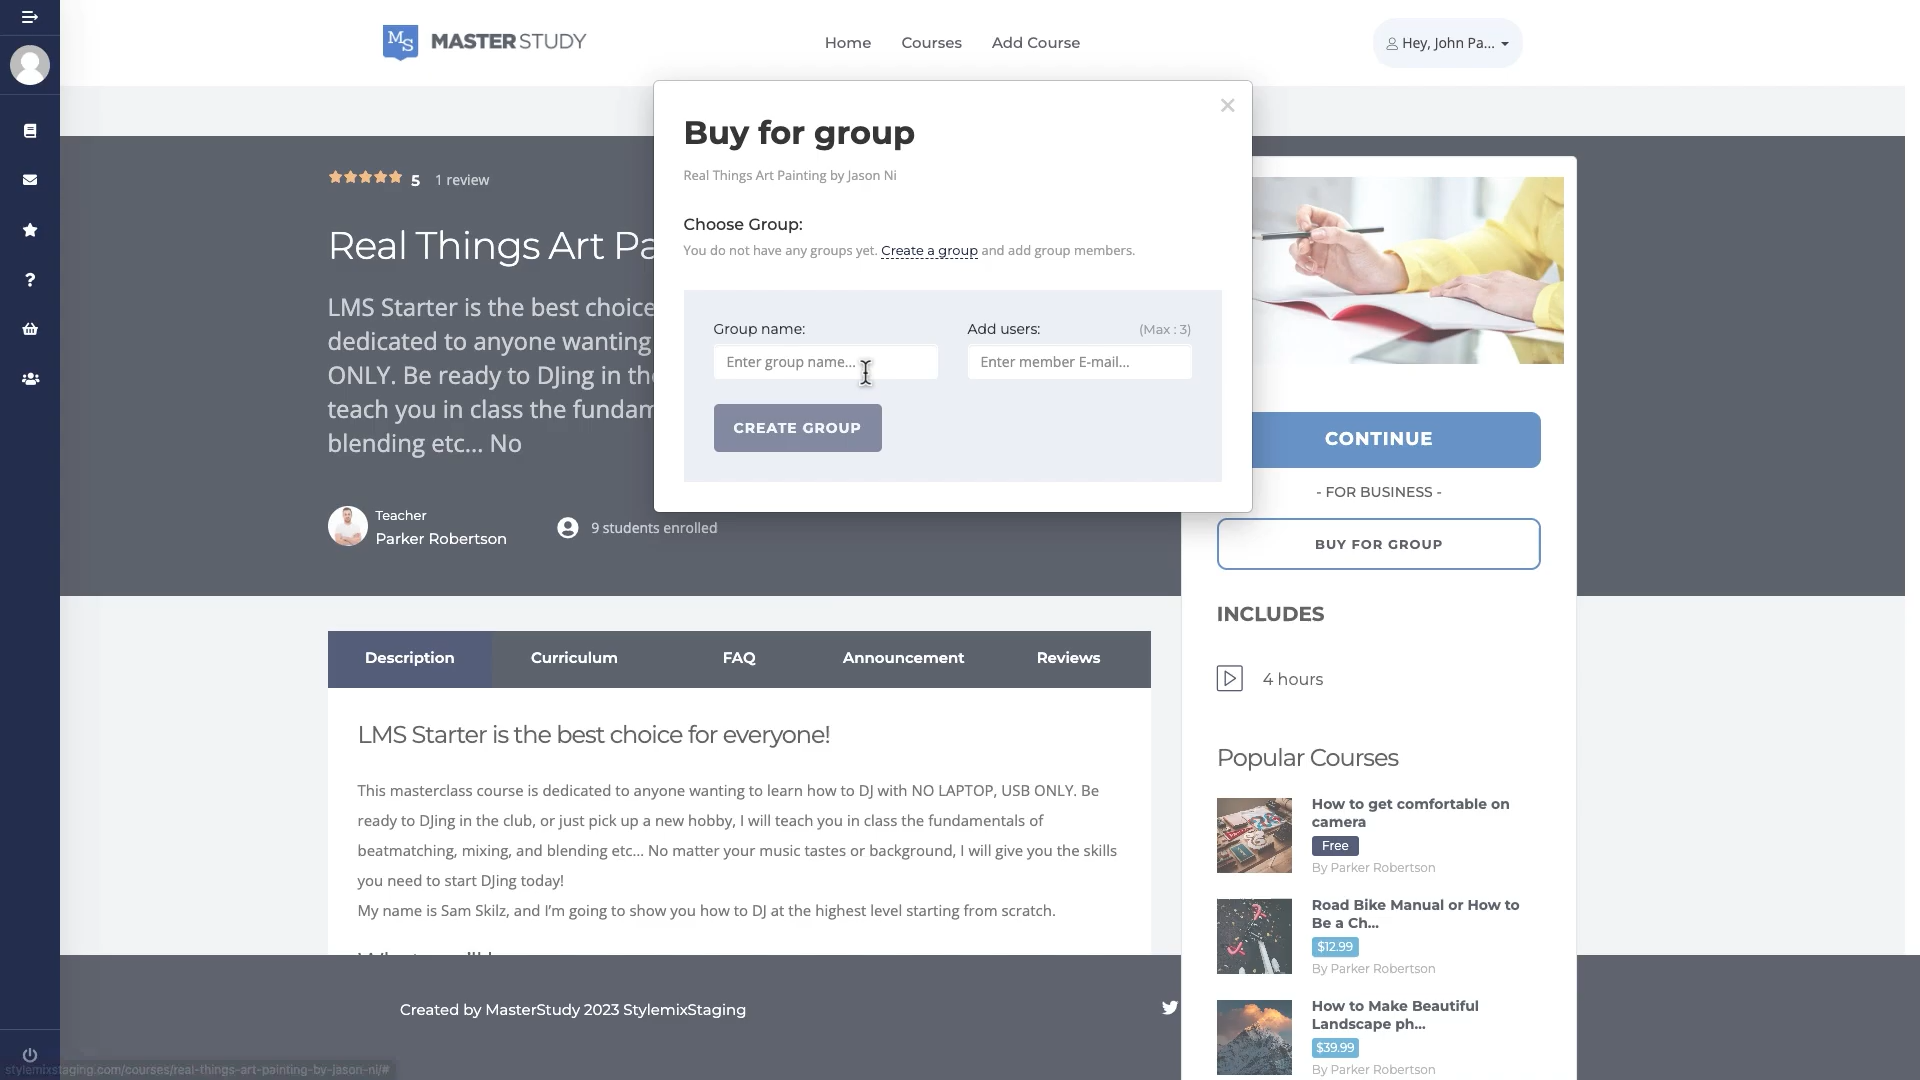 MS MASTERSTUDY
Home
Courses
Add Course
Hey, John Pa...
Buy for group
Real Things Art Painting by Jason Ni
Choose Group:
You do not have any groups yet. Create a group and add group members.
Group name:
Add users:
(Max : 3)
Enter group name...
Enter member E-mail...
CREATE GROUP
5
1 review
Real Things Art Pa
LMS Starter is the best choice
dedicated to anyone wanting
ONLY. Be ready to DJing in the
teach you in class the fundam
blending etc... No
Teacher
Parker Robertson
9 students enrolled
CONTINUE
- FOR BUSINESS -
BUY FOR GROUP
INCLUDES
4 hours
Description
Curriculum
FAQ
Announcement
Reviews
LMS Starter is the best choice for everyone!
This masterclass course is dedicated to anyone wanting to learn how to DJ with NO LAPTOP, USB ONLY. Be
ready to DJing in the club, or just pick up a new hobby, I will teach you in class the fundamentals of
beatmatching, mixing, and blending etc... No matter your music tastes or background, I will give you the skills
you need to start DJing today!
My name is Sam Skilz, and I'm going to show you how to DJ at the highest level starting from scratch.
Popular Courses
How to get comfortable on
camera
Free
By Parker Robertson
Road Bike Manual or How to
Be a Ch...
$12.99
By Parker Robertson
How to Make Beautiful
Landscape ph...
$39.99
By Parker Robertson
Created by MasterStudy 2023 StylemixStaging
stylemixstaging.com/courses/real-things-art-painting-by-jason-ni/#